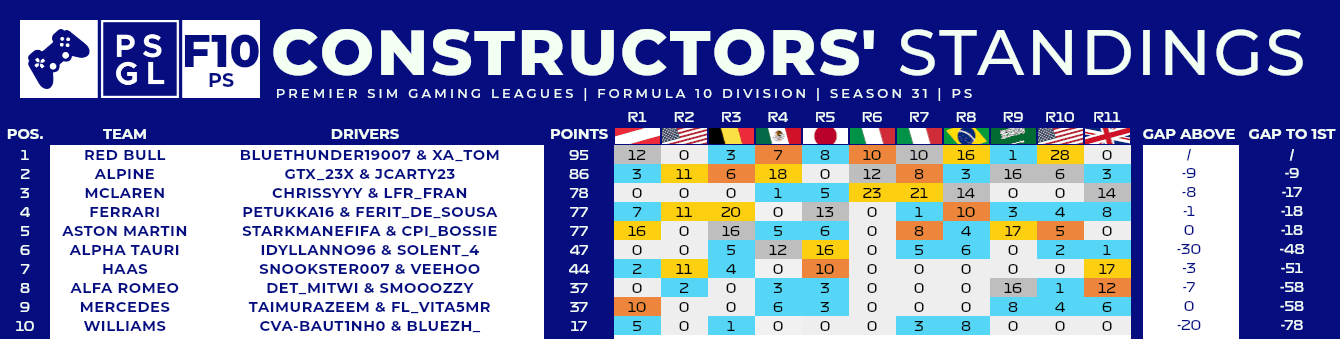 PS GL F10 PS CONSTRUCTORS' STANDINGS
PREMIER SIM GAMING LEAGUES | FORMULA 10 DIVISION | SEASON 31 | PS
R1 R2 R3 R4 R5 R6 R7 R8 R9 R10 R11
POS. TEAM DRIVERS POINTS GAP ABOVE GAP TO 1ST
1 RED BULL BLUETHUNDER19007 & XA_TOM 95 12 0 3 7 8 10 10 16 1 28 0 / /
2 ALPINE GTX_23X & JCARTY23 86 3 11 6 18 0 12 8 3 16 6 3 -9 -9
3 MCLAREN CHRISSYYY & LFR_FRAN 78 0 0 0 1 5 23 21 14 0 0 14 -8 -17
4 FERRARI PETUKKA16 & FERIT_DE_SOUSA 77 7 11 20 0 13 0 1 10 3 4 8 -1 -18
5 ASTON MARTIN STARKMANEFIFA & CPI_BOSSIE 77 16 0 16 5 6 0 8 4 17 5 0 0 -18
6 ALPHA TAURI IDYLLANNO96 & SOLENT_4 47 0 0 5 12 16 0 5 6 0 2 1 -30 -48
7 HAAS SNOOKSTER007 & VEEHOO 44 2 11 4 0 10 0 0 0 0 0 17 -3 -51
8 ALFA ROMEO DET_MITWI & SMOOOZZY 37 0 2 0 3 3 0 0 0 16 1 12 -7 -58
9 MERCEDES TAIMURAZEEM & FL_VITA5MR 37 10 0 0 6 3 0 0 0 8 4 6 0 -58
10 WILLIAMS CVA-BAUT1NH0 & BLUEZH_ 17 5 0 1 0 0 0 3 8 0 0 0 -20 -78